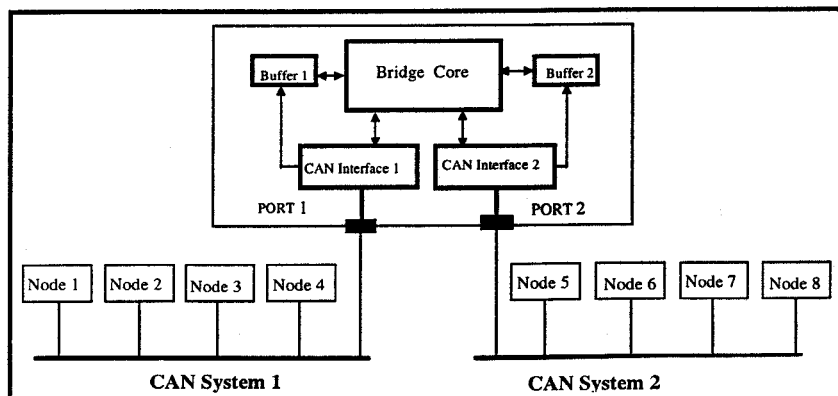 Buffer 1
Bridge Core
Buffer 2
CAN Interface 1
CAN Interface 2
PORT 1
PORT 2
Node 1
Node 2
Node 3
Node 4
Node 5
Node 6
Node 7
Node 8
CAN System 1
CAN System 2